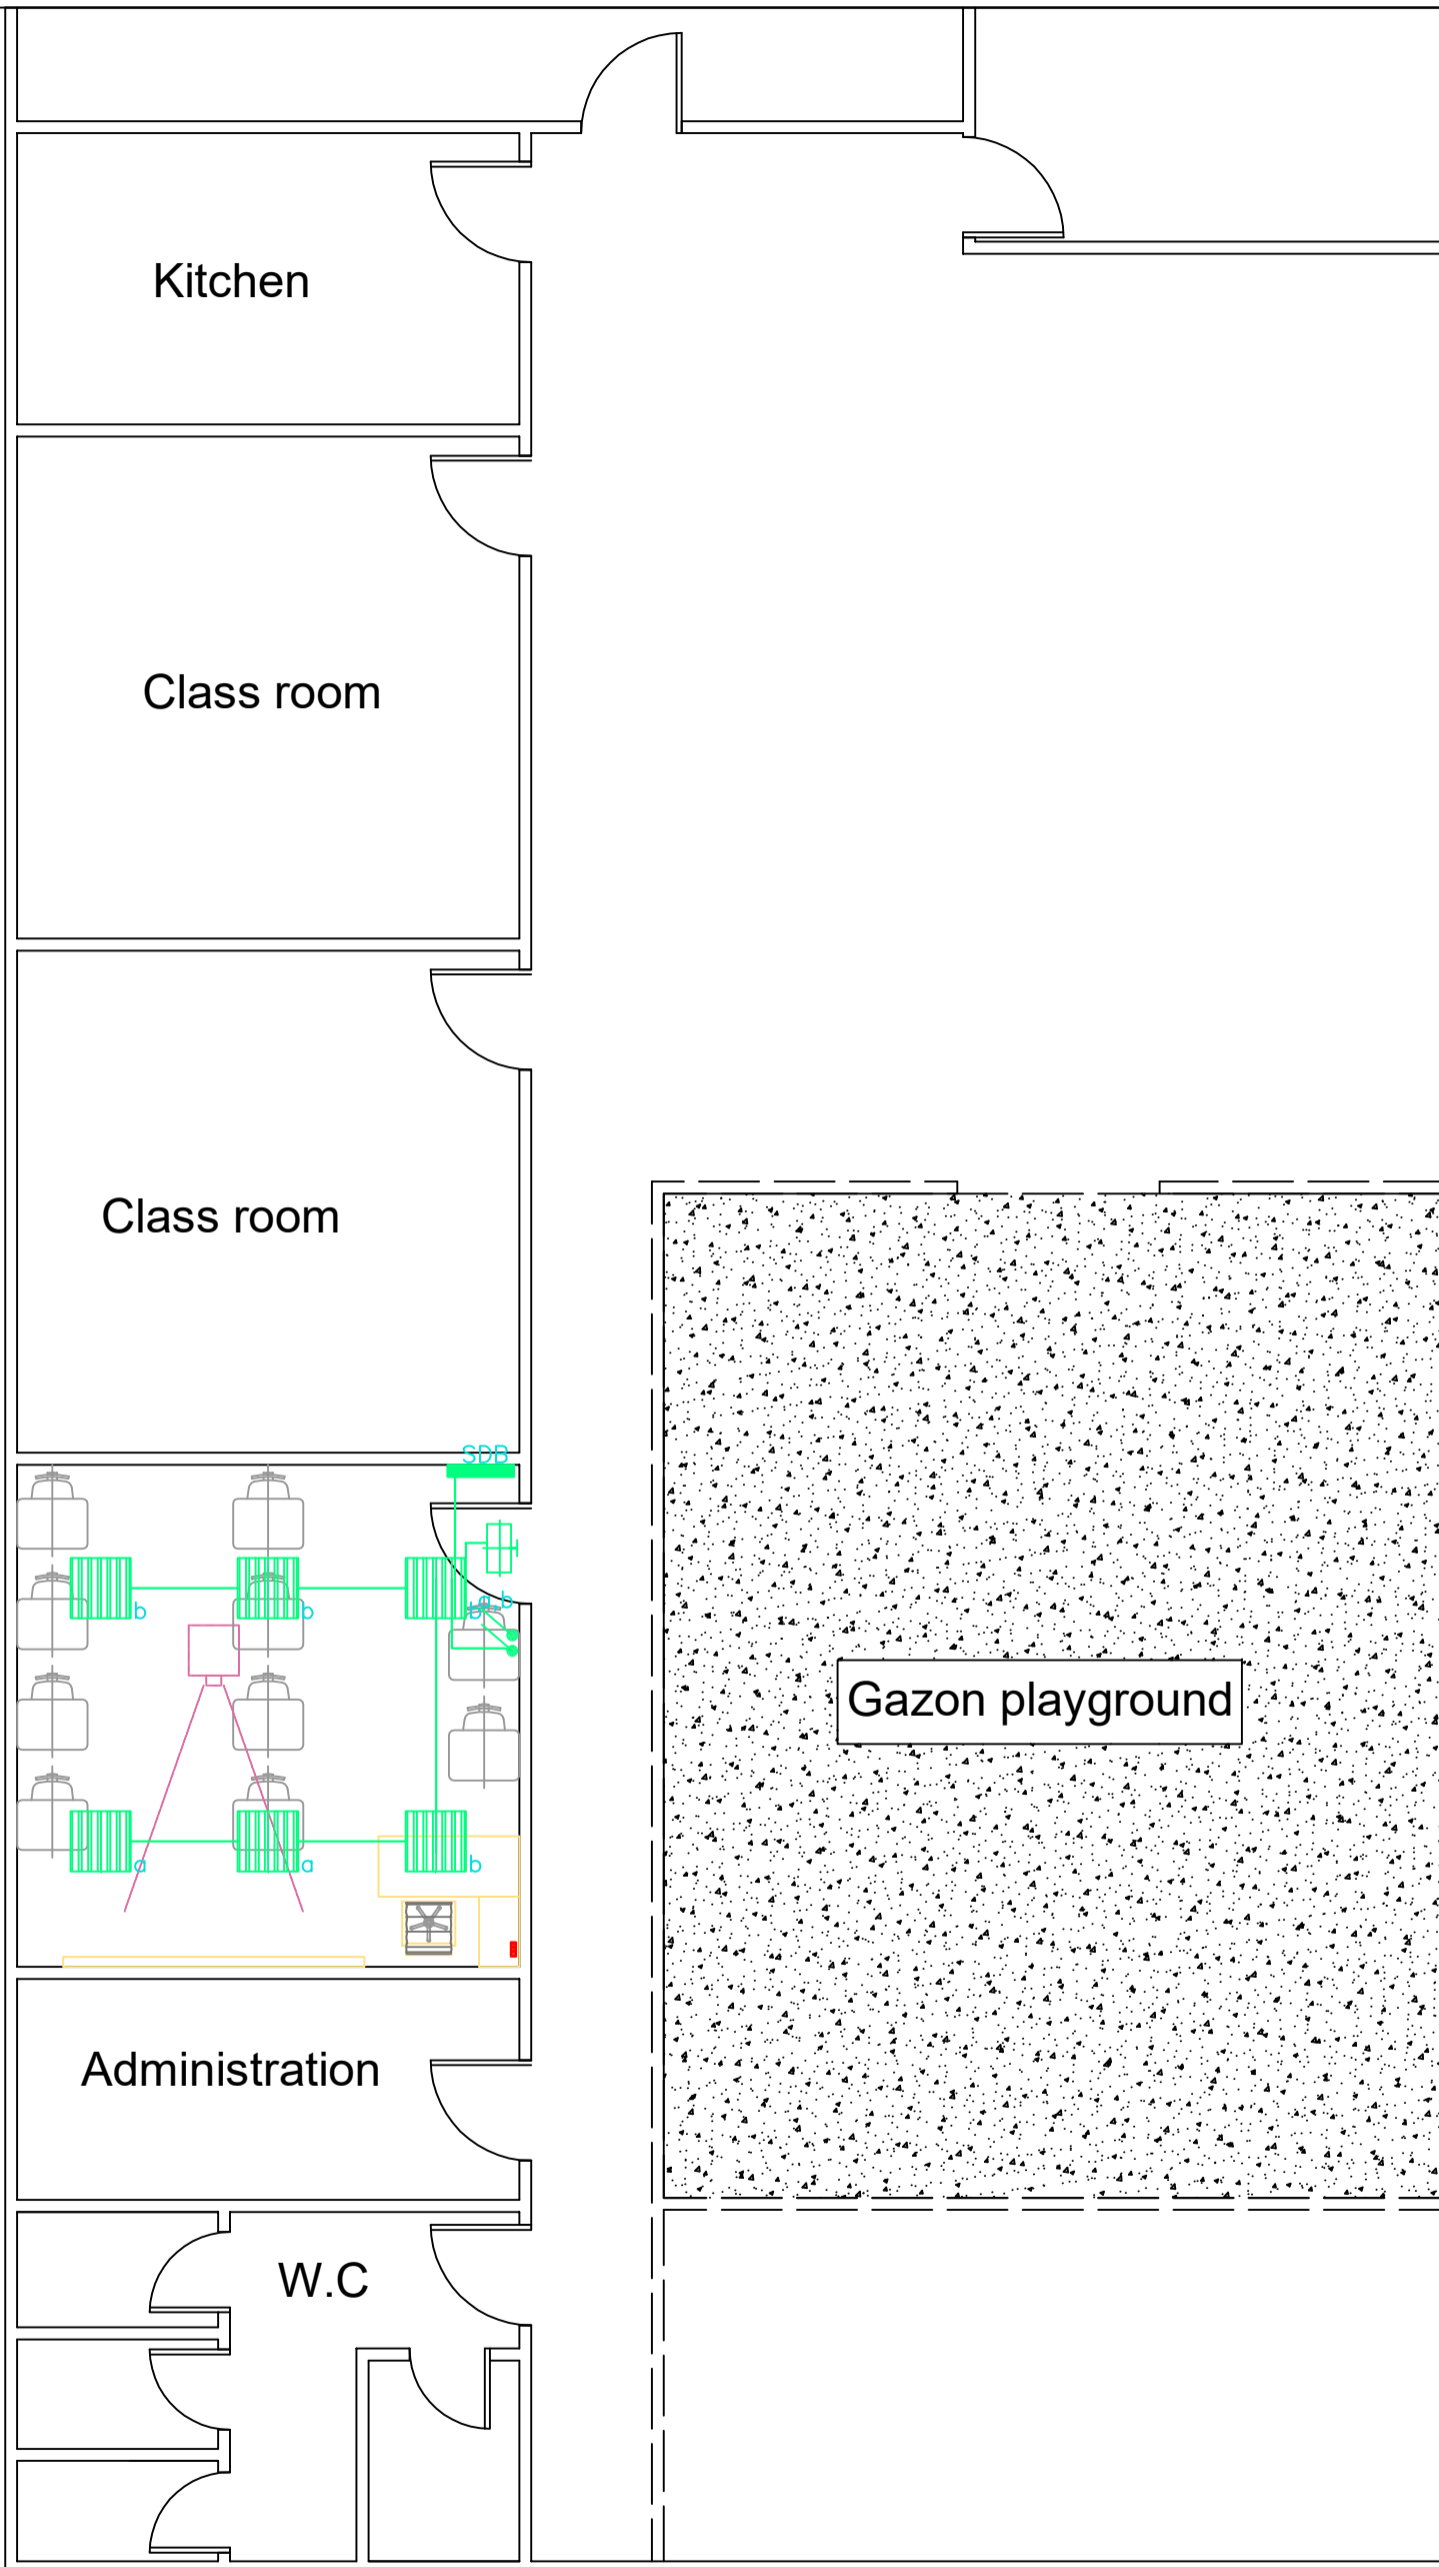 Kitchen
Class room
Class room
SDB
b
b
b
a,b
Gazon playground
a
a
b
Administration
W.C